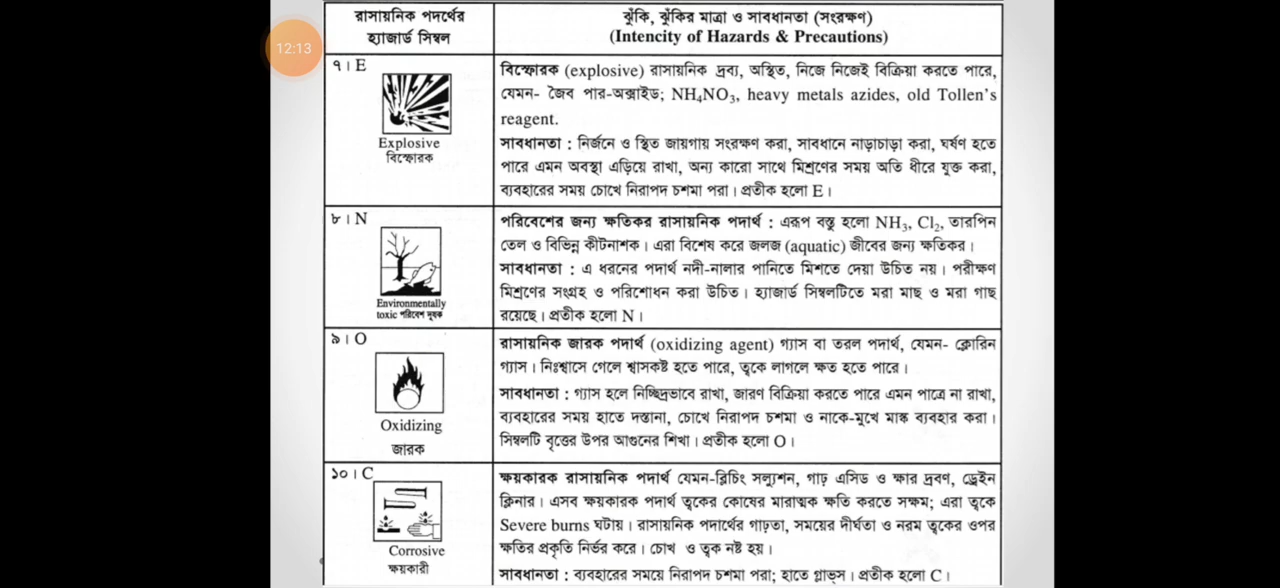 12:13
রাসায়নিক পদার্থের
হ্যাজার্ড সিম্বল
ঝুঁকি, ঝুঁকির মাত্রা ও সাবধানতা (সংরক্ষণ)
(Intencity of Hazards & Precautions)
৭। E
Explosive
বিস্ফোরক
বিস্ফোরক (explosive) রাসায়নিক দ্রব্য, অস্থিত, নিজে নিজেই বিক্রিয়া করতে পারে,
যেমন- জৈব পার-অক্সাইড; NH₄NO₃, heavy metals azides, old Tollen's
reagent.
সাবধানতা : নির্জনে ও স্থিত জায়গায় সংরক্ষণ করা, সাবধানে নাড়াচাড়া করা, ঘর্ষণ হতে
পারে এমন অবস্থা এড়িয়ে রাখা, অন্য কারো সাথে মিশ্রণের সময় অতি ধীরে যুক্ত করা,
ব্যবহারের সময় চোখে নিরাপদ চশমা পরা। প্রতীক হলো E।
৮। N
Environmentally
toxic পরিবেশ দূষক
পরিবেশের জন্য ক্ষতিকর রাসায়নিক পদার্থ : এরূপ বস্তু হলো NH₃, Cl₂, তারপিন
তেল ও বিভিন্ন কীটনাশক। এরা বিশেষ করে জলজ (aquatic) জীবের জন্য ক্ষতিকর।
সাবধানতা : এ ধরনের পদার্থ নদী-নালার পানিতে মিশতে দেয়া উচিত নয়। পরীক্ষণ
মিশ্রণের সংগ্রহ ও পরিশোধন করা উচিত। হ্যাজার্ড সিম্বলটিতে মরা মাছ ও মরা গাছ
রয়েছে। প্রতীক হলো N।
৯। O
Oxidizing
জারক
রাসায়নিক জারক পদার্থ (oxidizing agent) গ্যাস বা তরল পদার্থ, যেমন- ক্লোরিন
গ্যাস। নিঃশ্বাসে গেলে শ্বাসকষ্ট হতে পারে, ত্বকে লাগলে ক্ষত হতে পারে।
সাবধানতা : গ্যাস হলে নিচ্ছিদ্রভাবে রাখা, জারণ বিক্রিয়া করতে পারে এমন পাত্রে না রাখা,
ব্যবহারের সময় হাতে দস্তানা, চোখে নিরাপদ চশমা ও নাকে-মুখে মাস্ক ব্যবহার করা।
সিম্বলটি বৃত্তের উপর আগুনের শিখা। প্রতীক হলো O।
১০। C
Corrosive
ক্ষয়কারী
ক্ষয়কারক রাসায়নিক পদার্থ যেমন-ব্লিচিং সল্যুশন, গাঢ় এসিড ও ক্ষার দ্রবণ, ড্রেইন
ক্লিনার। এসব ক্ষয়কারক পদার্থ ত্বকের কোষের মারাত্মক ক্ষতি করতে সক্ষম; এরা ত্বকে
Severe burns ঘটায়। রাসায়নিক পদার্থের গাঢ়তা, সময়ের দীর্ঘতা ও নরম ত্বকের ওপর
ক্ষতির প্রকৃতি নির্ভর করে। চোখ ও ত্বক নষ্ট হয়।
সাবধানতা : ব্যবহারের সময়ে নিরাপদ চশমা পরা; হাতে গ্লাভ্স। প্রতীক হলো C।